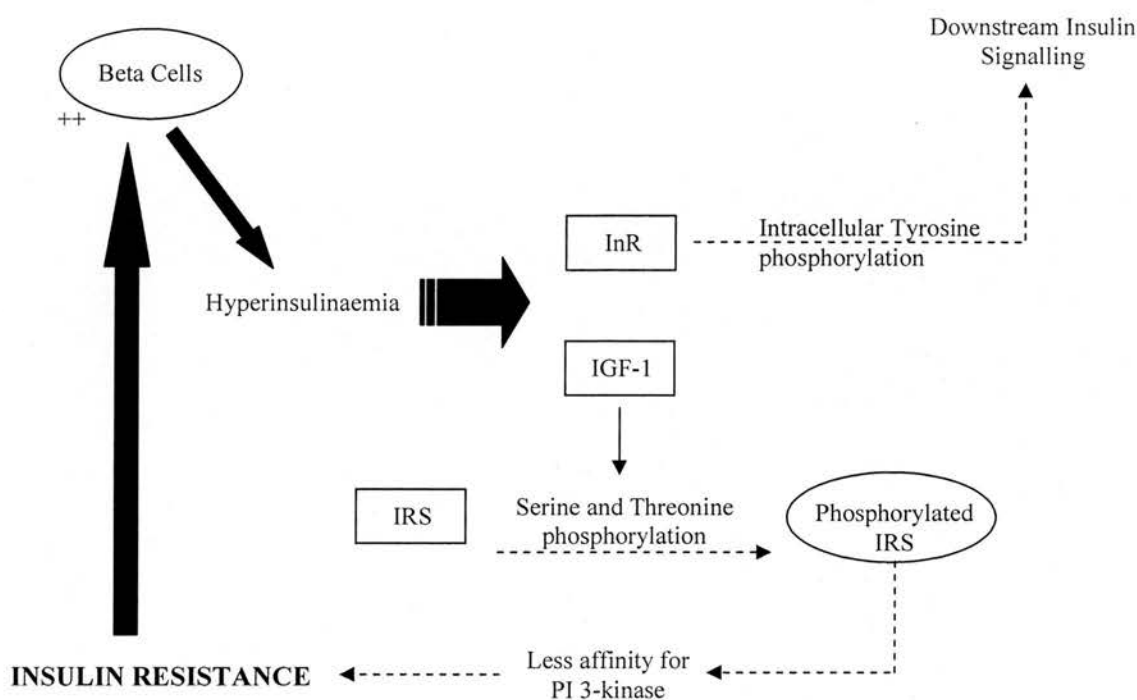 Downstream Insulin
Signalling
Beta Cells
++
InR
Intracellular Tyrosine
phosphorylation
Hyperinsulinaemia
IGF-1
IRS
Serine and Threonine
phosphorylation
Phosphorylated
IRS
INSULIN RESISTANCE
Less affinity for
PI 3-kinase